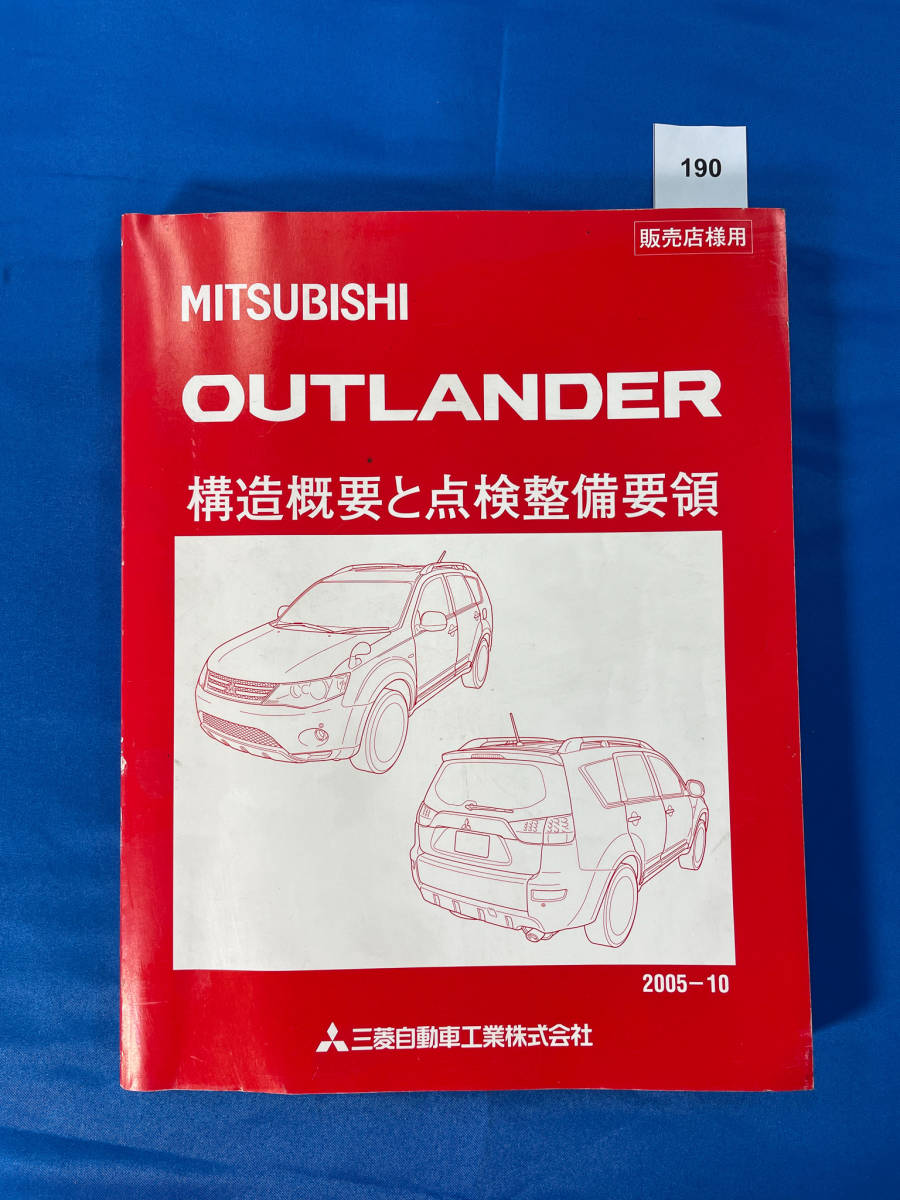 190
販売店様用
MITSUBISHI
OUTLANDER
構造概要と点検整備要領
2005-10
三菱自動車工業株式会社